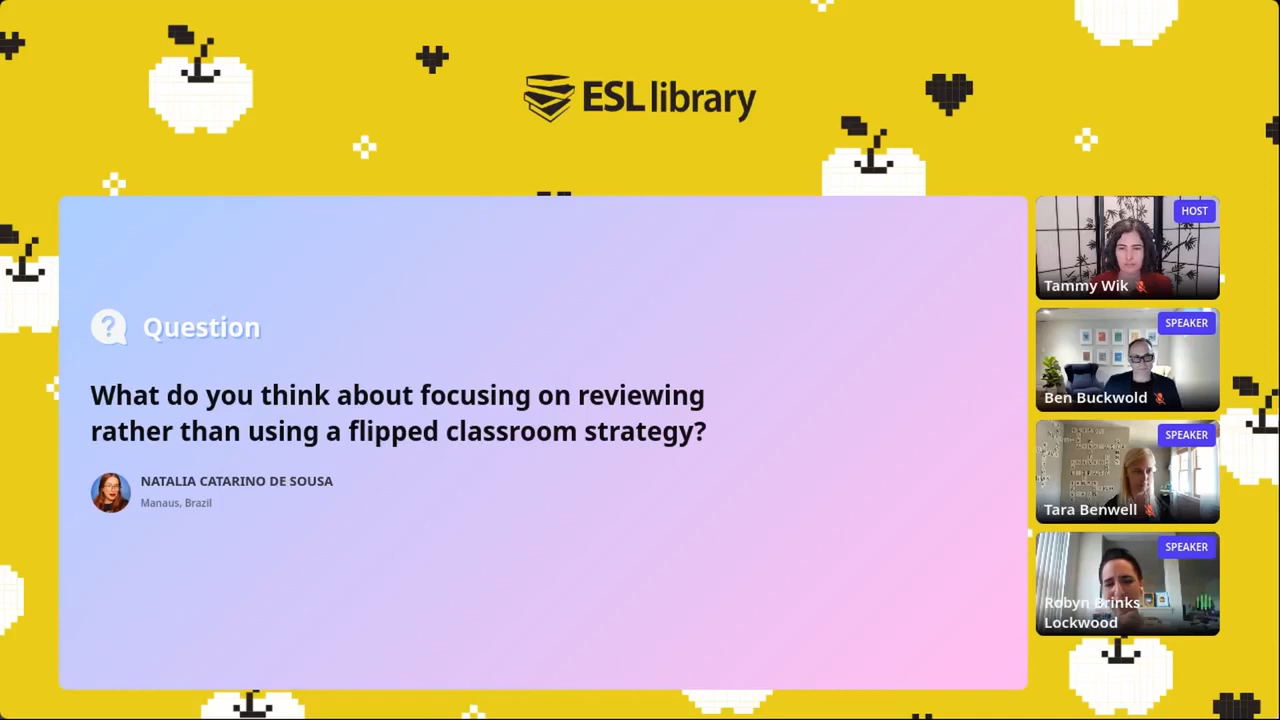 ESL library
Question
What do you think about focusing on reviewing
rather than using a flipped classroom strategy?
NATALIA CATARINO DE SOUSA
Manaus, Brazil
HOST
Tammy Wik
SPEAKER
Ben Buckwold
SPEAKER
Tara Benwell
SPEAKER
Robyn Brinks
Lockwood